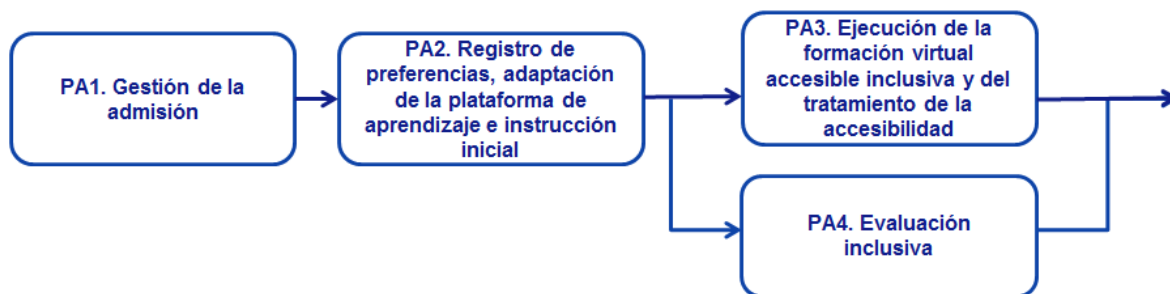 PA1. Gestión de la
admisión
PA2. Registro de
preferencias, adaptación
de la plataforma de
aprendizaje e instrucción
inicial
PA3. Ejecución de la
formación virtual
accesible inclusiva y del
tratamiento de la
accesibilidad
PA4. Evaluación
inclusiva